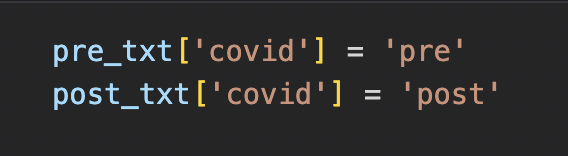 pre_txt['covid'] = 'pre'
post_txt['covid'] = 'post'